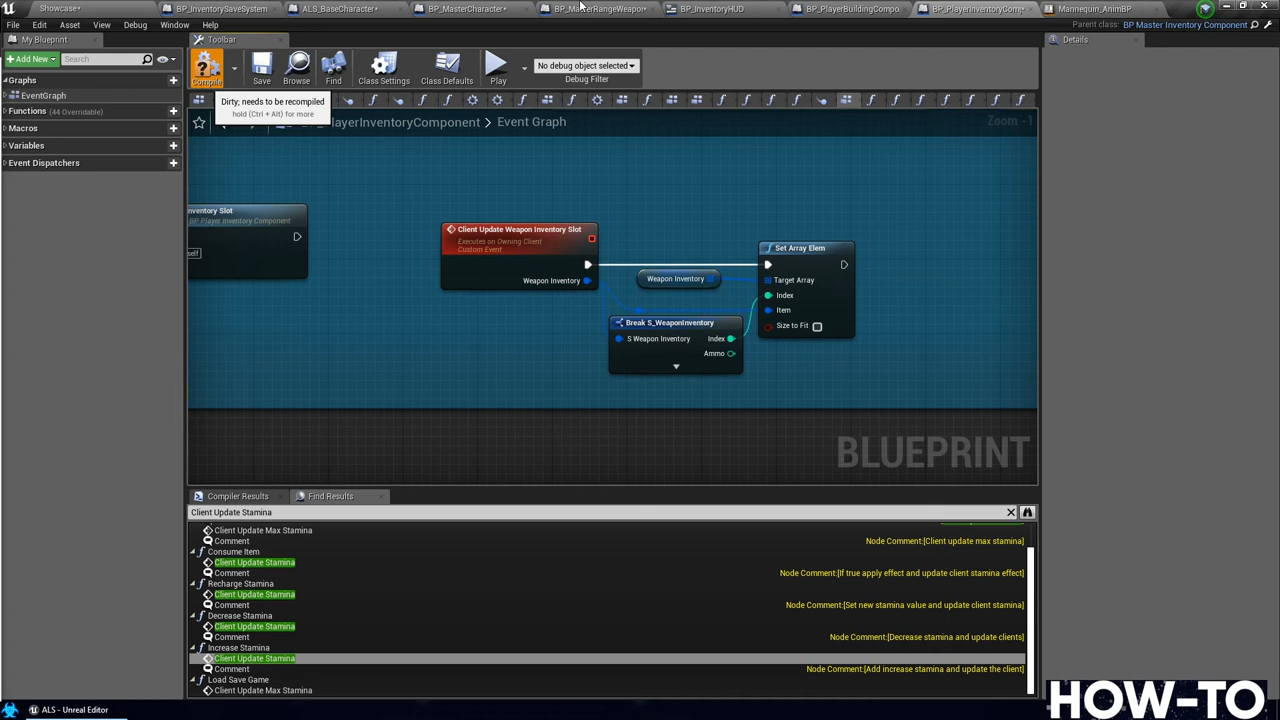 Showcase*
BP_InventorySaveSystem
ALS_BaseCharacter*
BP_MasterCharacter*
BP_MasterRangeWeapon*
BP_InventoryHUD
BP_PlayerBuildingCompo
BP_PlayerInventoryComp
Mannequin_AnimBP
File Edit Asset View Debug Window Help
Parent class: BP Master Inventory Component
My Blueprint
Toolbar
Details
+ Add New
Search
Compile
Save
Browse
Find
Class Settings
Class Defaults
Play
No debug object selected
Debug Filter
Graphs
EventGraph
Functions (44 Overridable)
Macros
Variables
Event Dispatchers
Dirty; needs to be recompiled
hold (Ctrl + Alt) for more
PlayerInventoryComponent > Event Graph
Zoom -1
nventory Slot
BP Player Inventory Component
self
Client Update Weapon Inventory Slot
Executes on Owning Client
Custom Event
Weapon Inventory
Weapon Inventory
Set Array Elem
Target Array
Index
Item
Size to Fit
Break S_WeaponInventory
S Weapon Inventory
Index
Ammo
BLUEPRINT
Compiler Results
Find Results
Client Update Stamina
Client Update Max Stamina
Comment
Node Comment:[Client update max stamina]
Consume Item
Client Update Stamina
Comment
Node Comment:[If true apply effect and update client stamina effect]
Recharge Stamina
Client Update Stamina
Comment
Node Comment:[Set new stamina value and update client stamina]
Decrease Stamina
Client Update Stamina
Comment
Node Comment:[Decrease stamina and update clients]
Increase Stamina
Client Update Stamina
Comment
Node Comment:[Add increase stamina and update the client]
Load Save Game
Client Update Max Stamina
ALS - Unreal Editor
HOW-TO